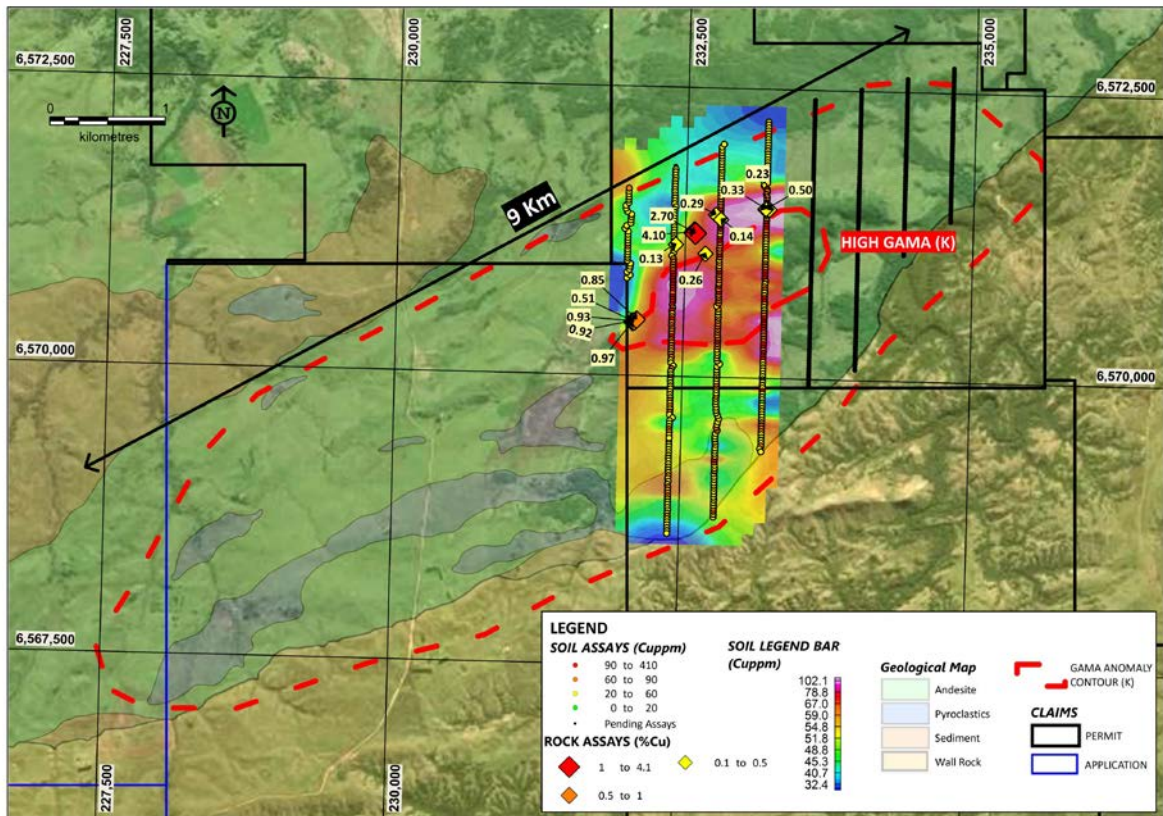 227,500
230,000
232,500
235,000
6,572,500
6,572,500
0 1
kilometres
N
9 Km
0.23
0.33
0.50
0.29
2.70
4.10
0.14
0.13
HIGH GAMA (K)
0.26
0.85
0.51
0.93
0.92
0.97
6,570,000
6,570,000
6,567,500
227,500
230,000
LEGEND
SOIL ASSAYS (Cuppm)
90 to 410
60 to 90
20 to 60
0 to 20
Pending Assays
ROCK ASSAYS (%Cu)
1 to 4.1
0.5 to 1
0.1 to 0.5
SOIL LEGEND BAR
(Cuppm)
102.1
78.8
67.0
59.0
54.8
51.8
48.8
45.3
40.7
32.4
Geological Map
Andesite
Pyroclastics
Sediment
Wall Rock
GAMA ANOMALY
CONTOUR (K)
CLAIMS
PERMIT
APPLICATION